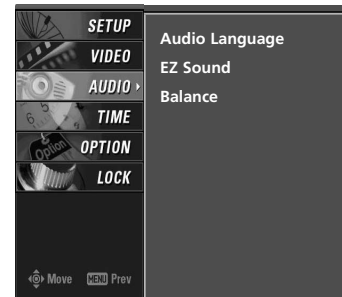 SETUP
VIDEO
AUDIO
TIME
OPTION
LOCK
Move MENU Prev
Audio Language
EZ Sound
Balance